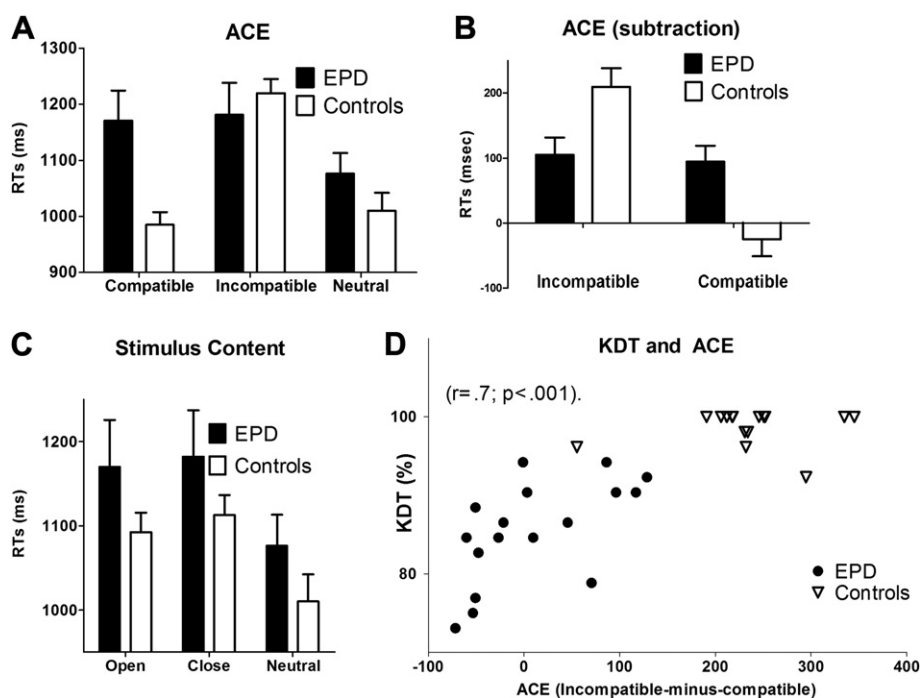 A
ACE
1300
1200
1100
1000
900
RTs (ms)
EPD
Controls
Compatible Incompatible Neutral
B
ACE (subtraction)
200
100
0
-100
RTs (msec)
EPD
Controls
Incompatible Compatible
C
Stimulus Content
1200
1100
1000
RTs (ms)
EPD
Controls
Open Close Neutral
D
KDT and ACE
(r= .7; p< .001).
100
80
KDT (%)
EPD
Controls
-100 0 100 200 300 400
ACE (Incompatible-minus-compatible)